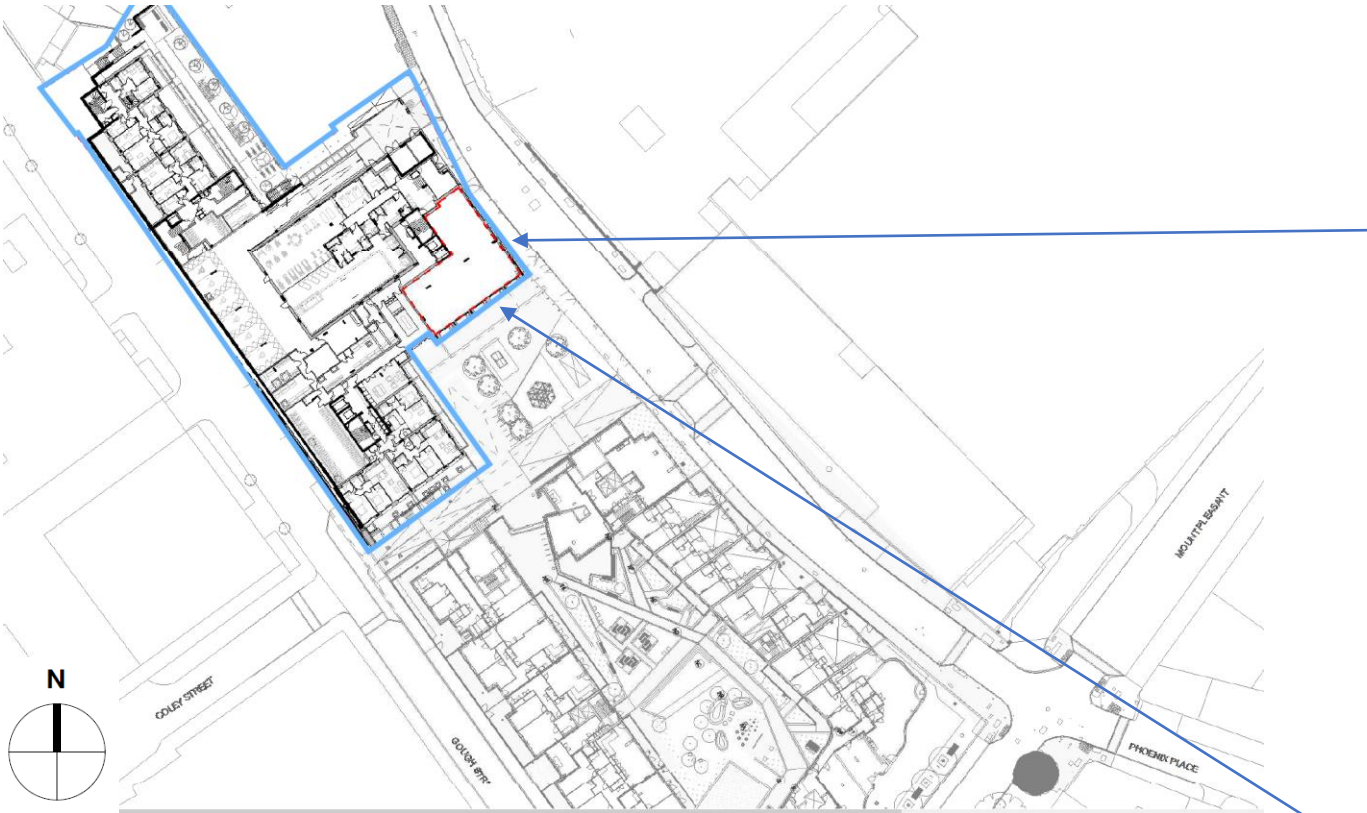 N
COLEY STREET
GOUGH STR
MOUNT PLEASANT
PHOENIX PLACE